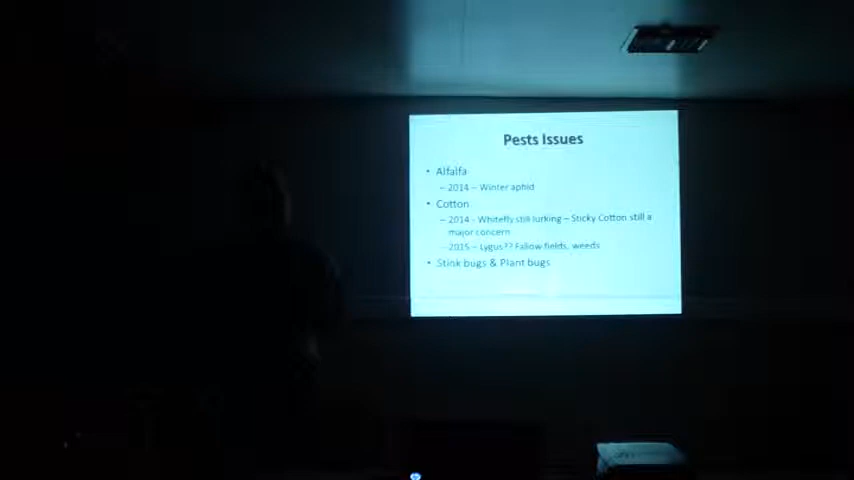 Pests Issues
• Alfalfa
– 2014 – Winter aphid
• Cotton
– 2014 - Whitefly still lurking – Sticky Cotton still a
major concern
– 2015 – Lygus ?? Fallow fields, weeds
• Stink bugs & Plant bugs